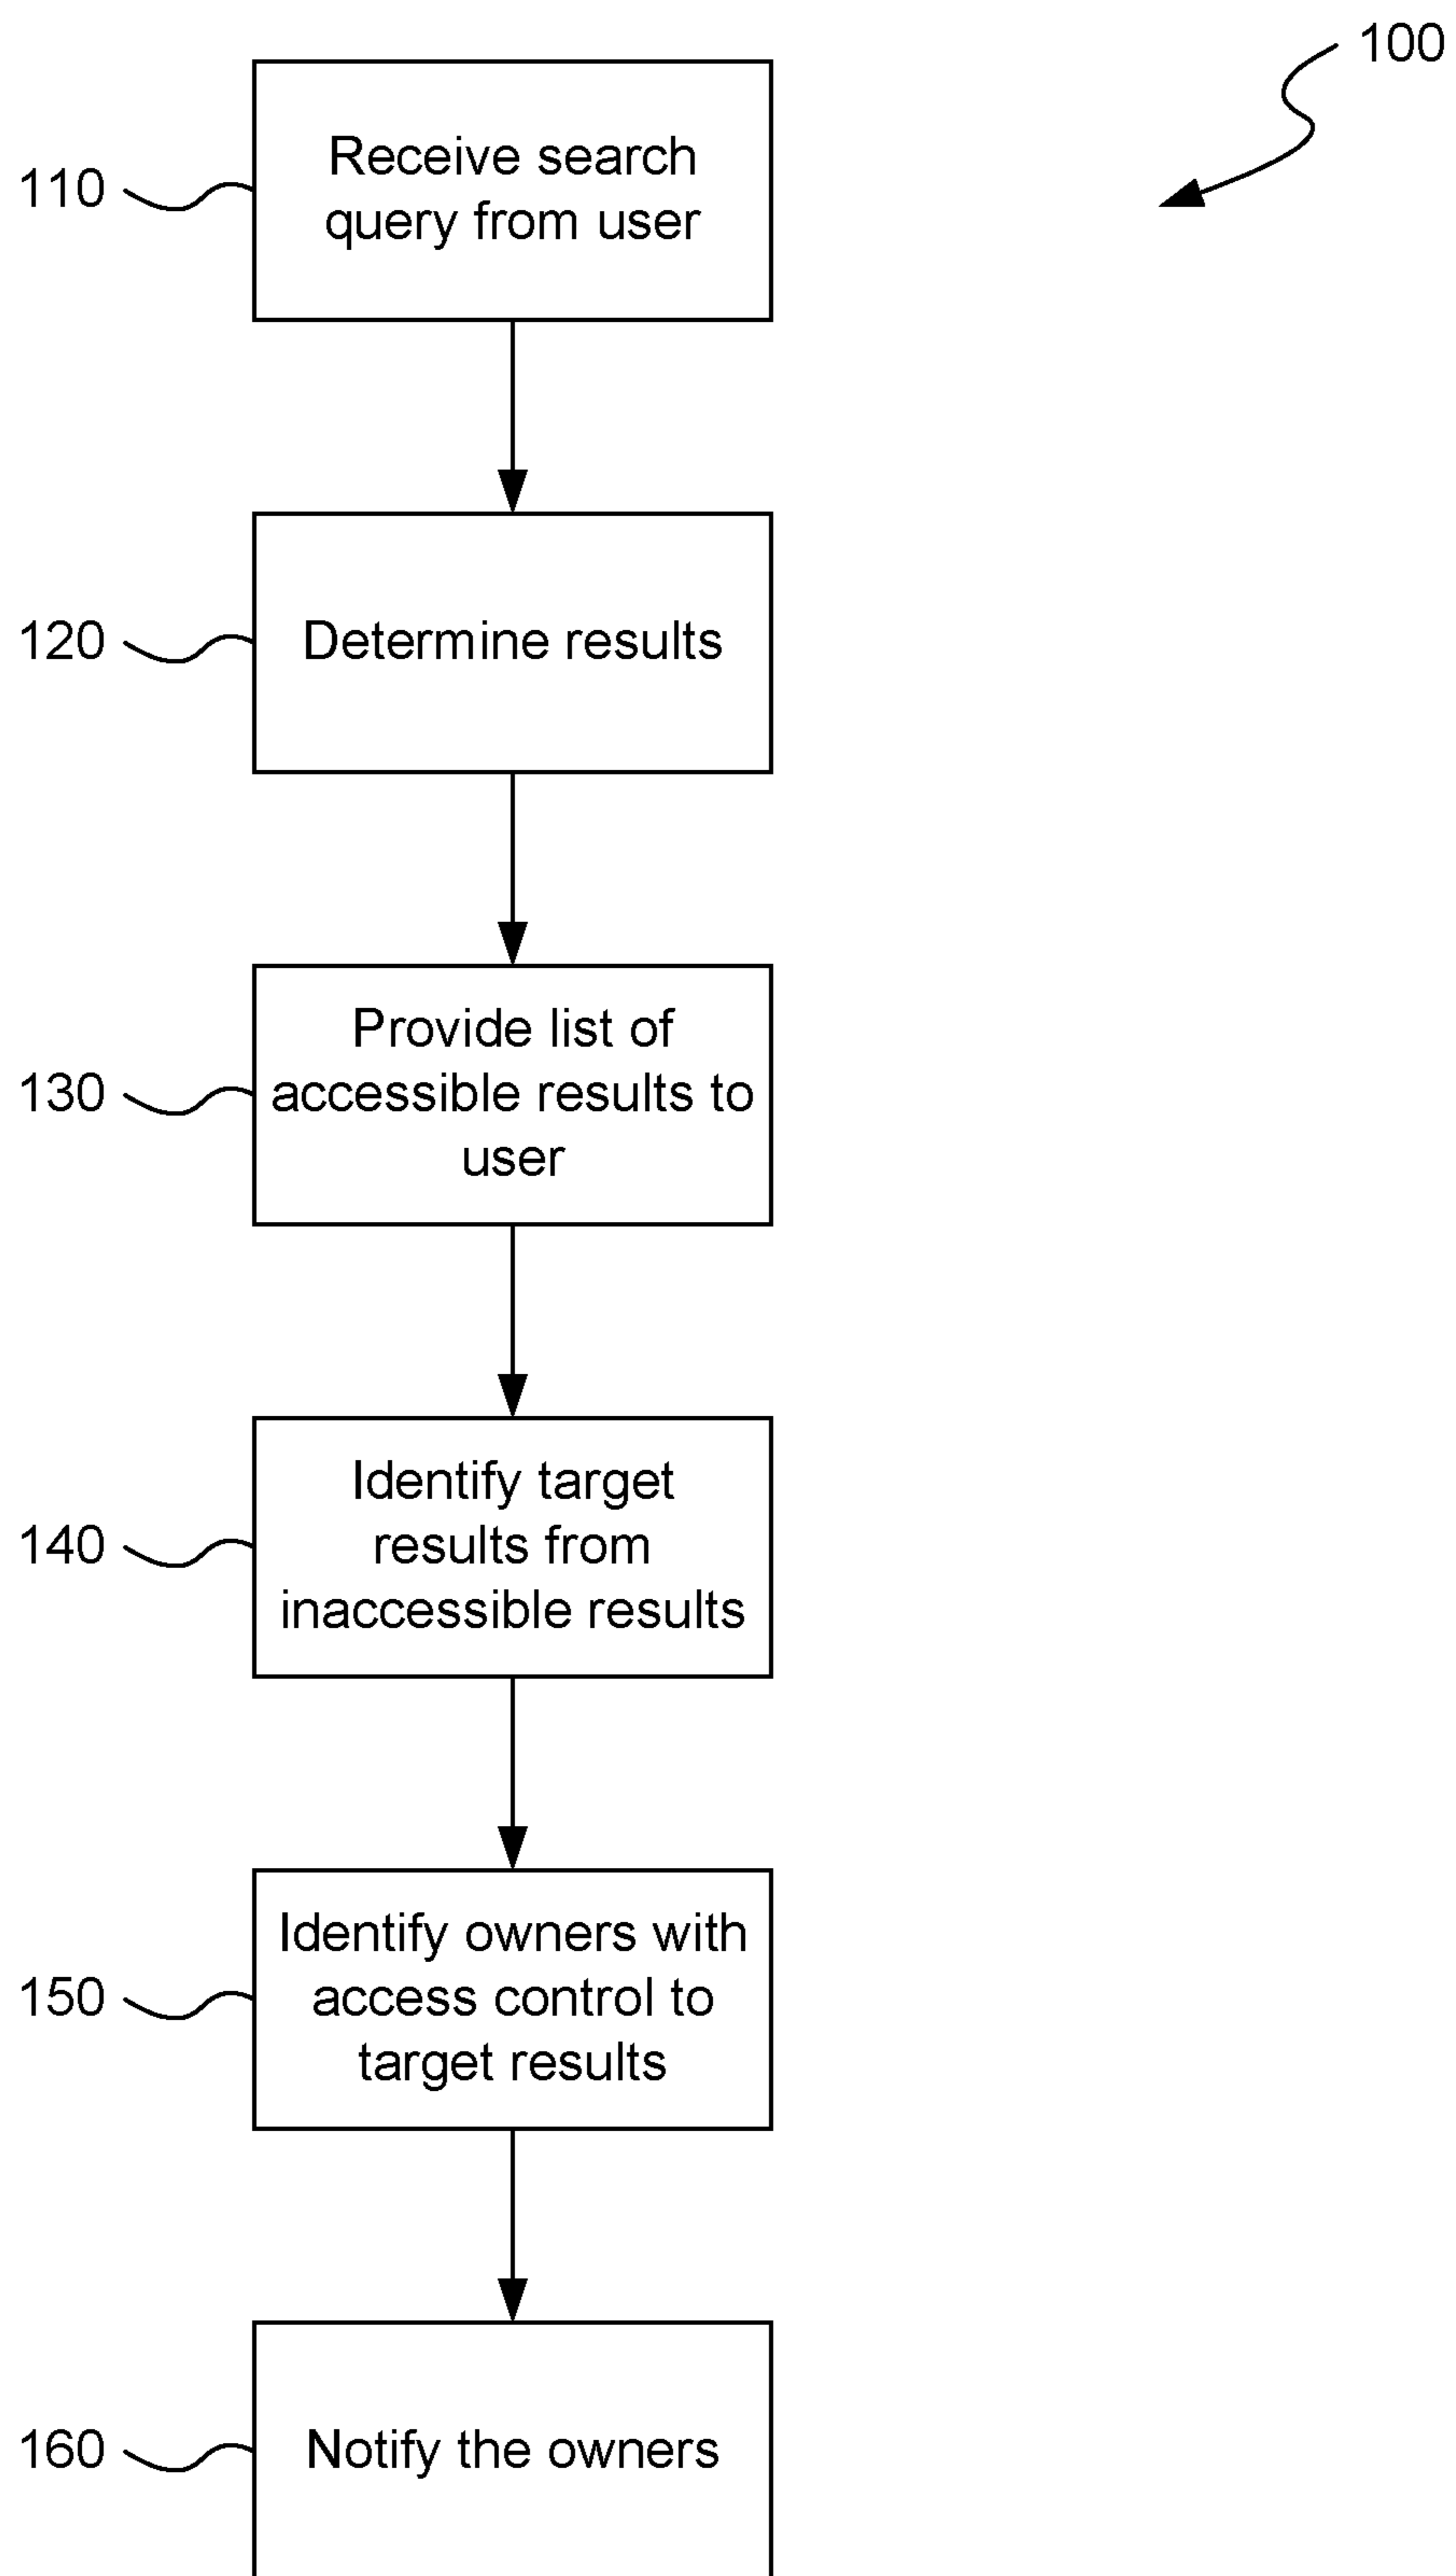 100
110
Receive search
query from user
120
Determine results
130
Provide list of
accessible results to
user
140
Identify target
results from
inaccessible results
150
Identify owners with
access control to
target results
160
Notify the owners